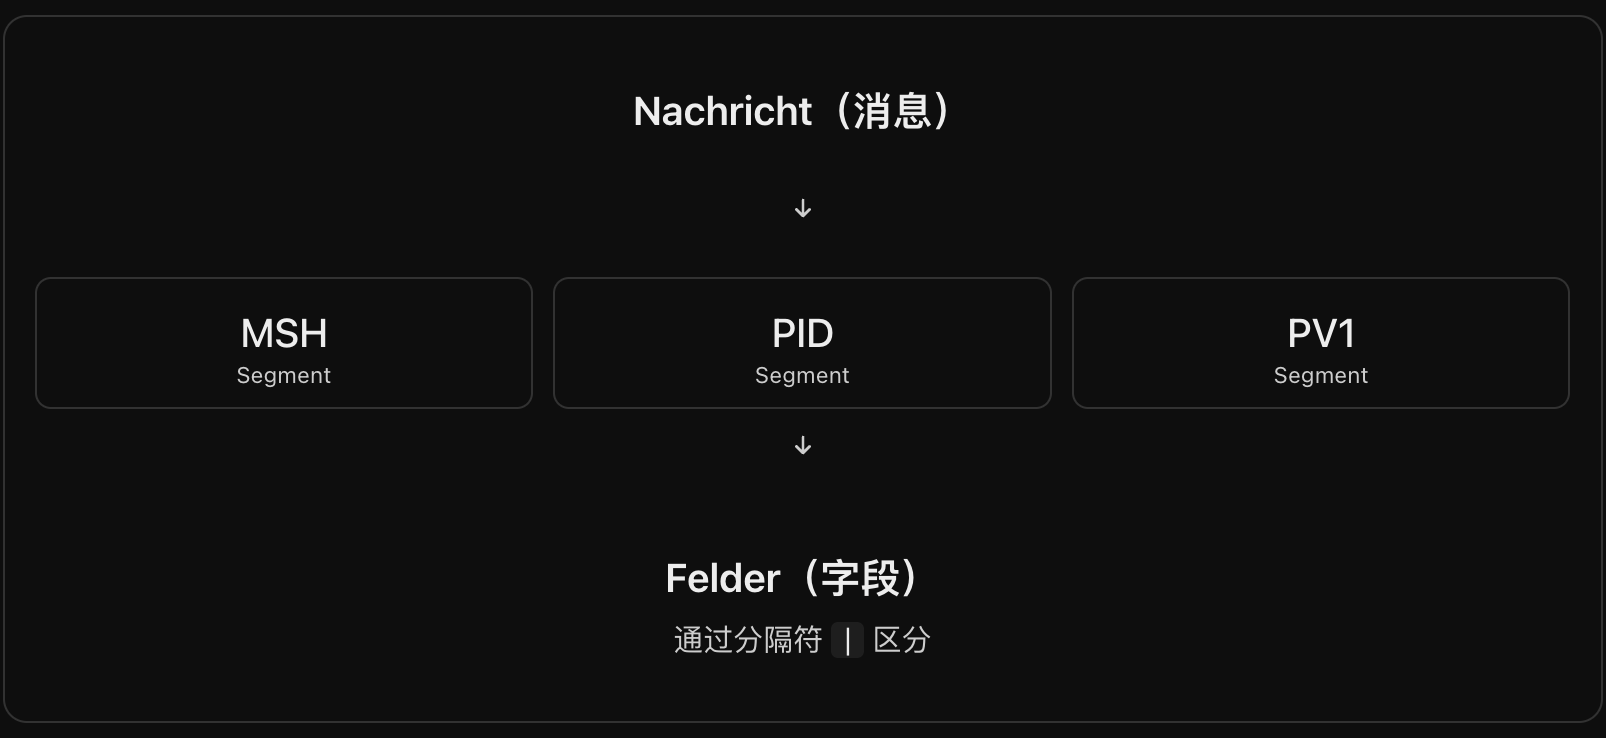 Nachricht（消息）
↓
MSH
Segment
PID
Segment
PV1
Segment
↓
Felder（字段）
通过分隔符 | 区分